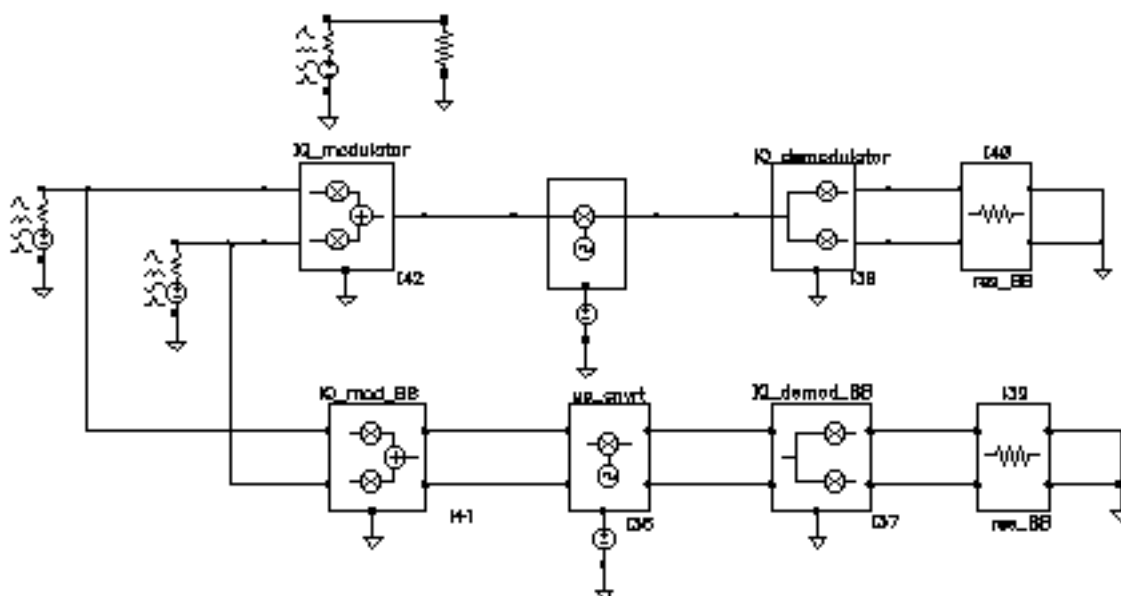 IQ_modulator
IQ_demodulator
I40
I42
I38
res_BB
IQ_mod_BB
up_cnvrt
IQ_demod_BB
I39
I41
I36
I37
res_BB